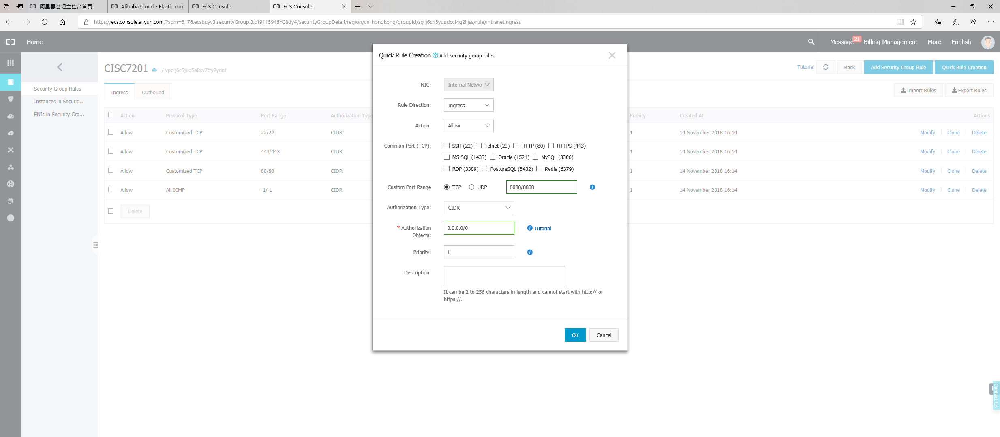 阿里雲管理主控台首頁
Alibaba Cloud - Elastic com
ECS Console
ECS Console
https://ecs.console.aliyun.com/?spm=5176.ecsbuyv3.securityGroup.3.c19115946YC8dy#/securityGroupDetail/region/cn-hongkong/groupId/sg-j6ch5yuudccf4q2ljjss/rule/intranetIngress
Home
Message 21
Billing Management
More
English
CISC7201 / vpc-j6c5juq5a8xv7try2ydnf
Tutorial
Back
Add Security Group Rule
Quick Rule Creation
Security Group Rules
Instances in Securit...
ENIs in Security Gro...
Ingress
Outbound
Import Rules
Export Rules
Action Protocol Type Port Range Authorization Type Priority Created At Actions
Allow Customized TCP 22/22 CIDR 1 14 November 2018 16:14 Modify Clone Delete
Allow Customized TCP 443/443 CIDR 1 14 November 2018 16:14 Modify Clone Delete
Allow Customized TCP 80/80 CIDR 1 14 November 2018 16:14 Modify Clone Delete
Allow All ICMP -1/-1 CIDR 1 14 November 2018 16:14 Modify Clone Delete
Delete
Quick Rule Creation ? Add security group rules
NIC: Internal Netwo
Rule Direction: Ingress
Action: Allow
Common Port (TCP): SSH (22) Telnet (23) HTTP (80) HTTPS (443)
MS SQL (1433) Oracle (1521) MySQL (3306)
RDP (3389) PostgreSQL (5432) Redis (6379)
Custom Port Range TCP UDP 8888/8888
Authorization Type: CIDR
* Authorization Objects: 0.0.0.0/0 Tutorial
Priority: 1
Description:
It can be 2 to 256 characters in length and cannot start with http:// or
https://.
OK
Cancel
Contact Us